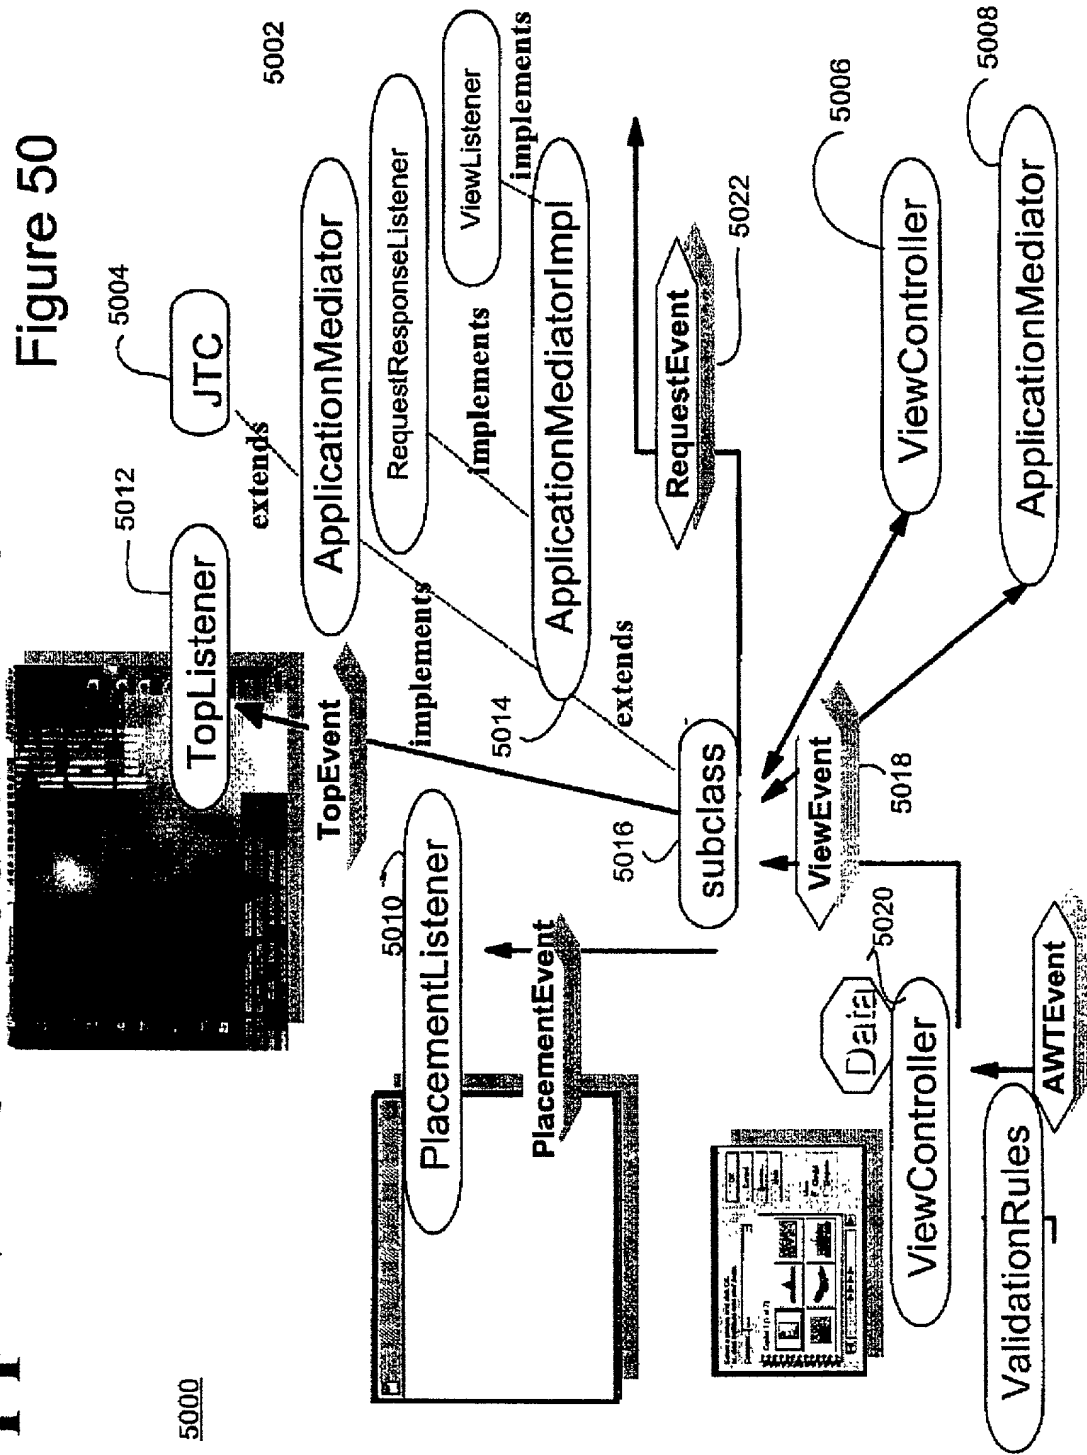 Figure 50
5000
5002
5004
JTC
5012
TopListener
extends
ApplicationMediator
RequestResponseListener
ViewListener
implements
implements
TopEvent
implements
5010
PlacementListener
5014
ApplicationMediatorImpl
PlacementEvent
extends
5016
subclass
RequestEvent
5022
ViewEvent
5018
5006
ViewController
5020
Data
ViewController
5008
ApplicationMediator
AWTEvent
ValidationRules